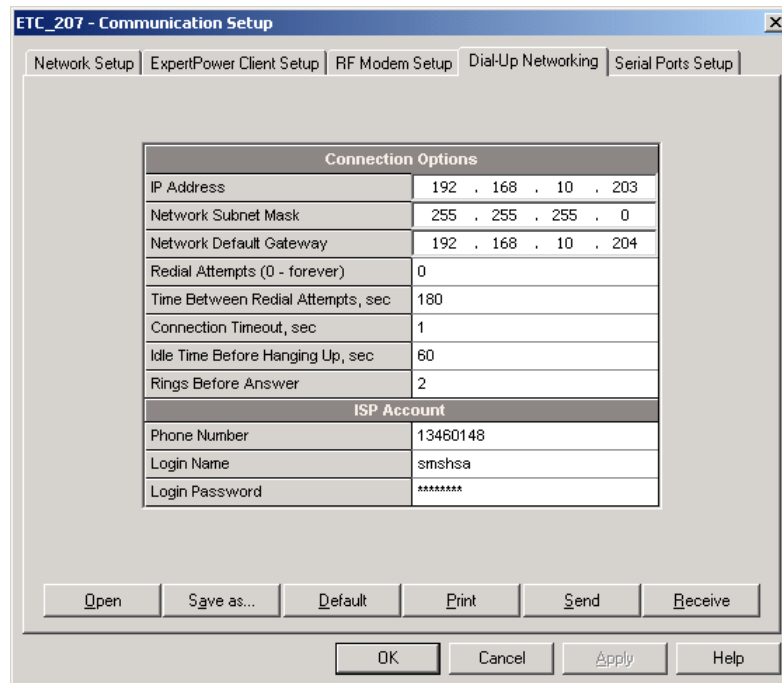 ETC_207 - Communication Setup
Network Setup ExpertPower Client Setup RF Modem Setup Dial-Up Networking Serial Ports Setup
Connection Options
IP Address 192 . 168 . 10 . 203
Network Subnet Mask 255 . 255 . 255 . 0
Network Default Gateway 192 . 168 . 10 . 204
Redial Attempts (0 - forever) 0
Time Between Redial Attempts, sec 180
Connection Timeout, sec 1
Idle Time Before Hanging Up, sec 60
Rings Before Answer 2
ISP Account
Phone Number 13460148
Login Name smshsa
Login Password ********
Open Save as... Default Print Send Receive
OK Cancel Apply Help